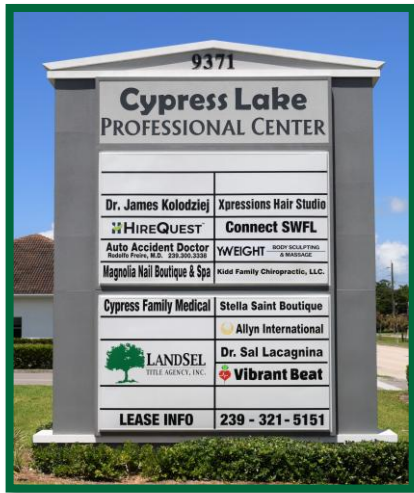 9371
Cypress Lake
PROFESSIONAL CENTER
Dr. James Kolodziej
Xpressions Hair Studio
HIREQUEST
Connect SWFL
Auto Accident Doctor
Rodolfo Freire, M.D. 239.300.3338
YWEIGHT BODY SCULPTING
& MASSAGE
Magnolia Nail Boutique & Spa
Kidd Family Chiropractic, LLC.
Cypress Family Medical
Stella Saint Boutique
Allyn International
LANDSEL
TITLE AGENCY, INC.
Dr. Sal Lacagnina
Vibrant Beat
LEASE INFO
239 - 321 - 5151